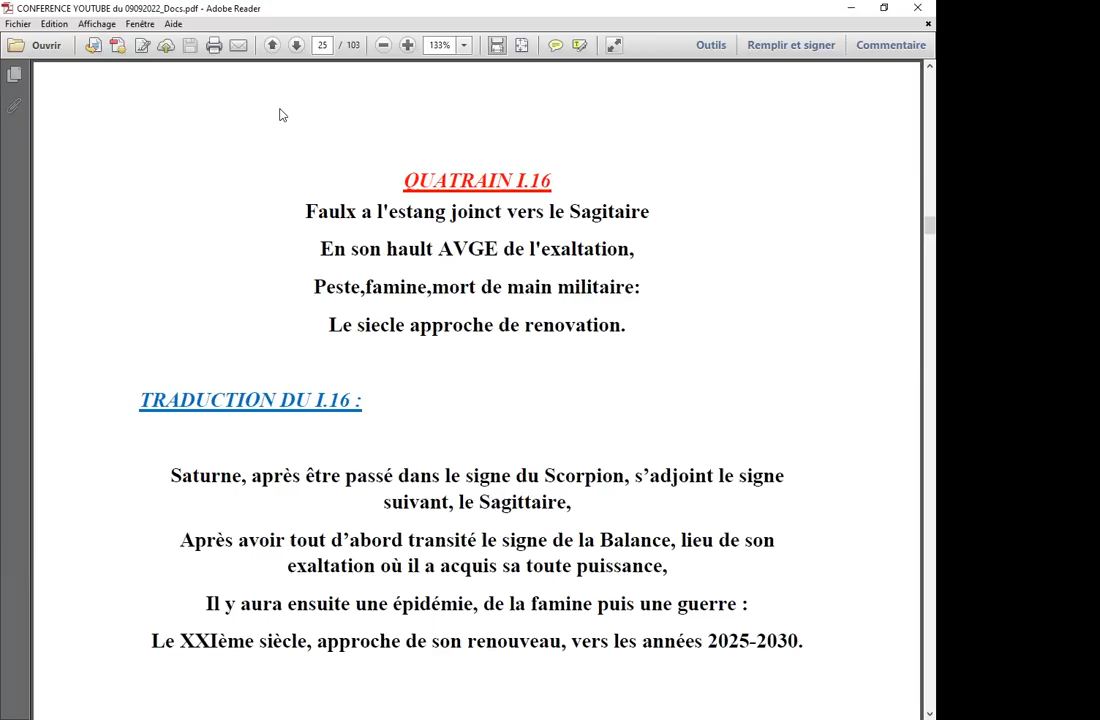 CONFERENCE YOUTUBE du 09092022_Docs.pdf - Adobe Reader
Fichier Edition Affichage Fenêtre Aide
Ouvrir 25 / 103 133% Outils Remplir et signer Commentaire
QUATRAIN I.16
Faulx a l'estang joinct vers le Sagitaire
En son hault AVGE de l'exaltation,
Peste,famine,mort de main militaire:
Le siecle approche de renovation.
TRADUCTION DU I.16 :
Saturne, après être passé dans le signe du Scorpion, s’adjoint le signe
suivant, le Sagittaire,
Après avoir tout d’abord transité le signe de la Balance, lieu de son
exaltation où il a acquis sa toute puissance,
Il y aura ensuite une épidémie, de la famine puis une guerre :
Le XXIème siècle, approche de son renouveau, vers les années 2025-2030.